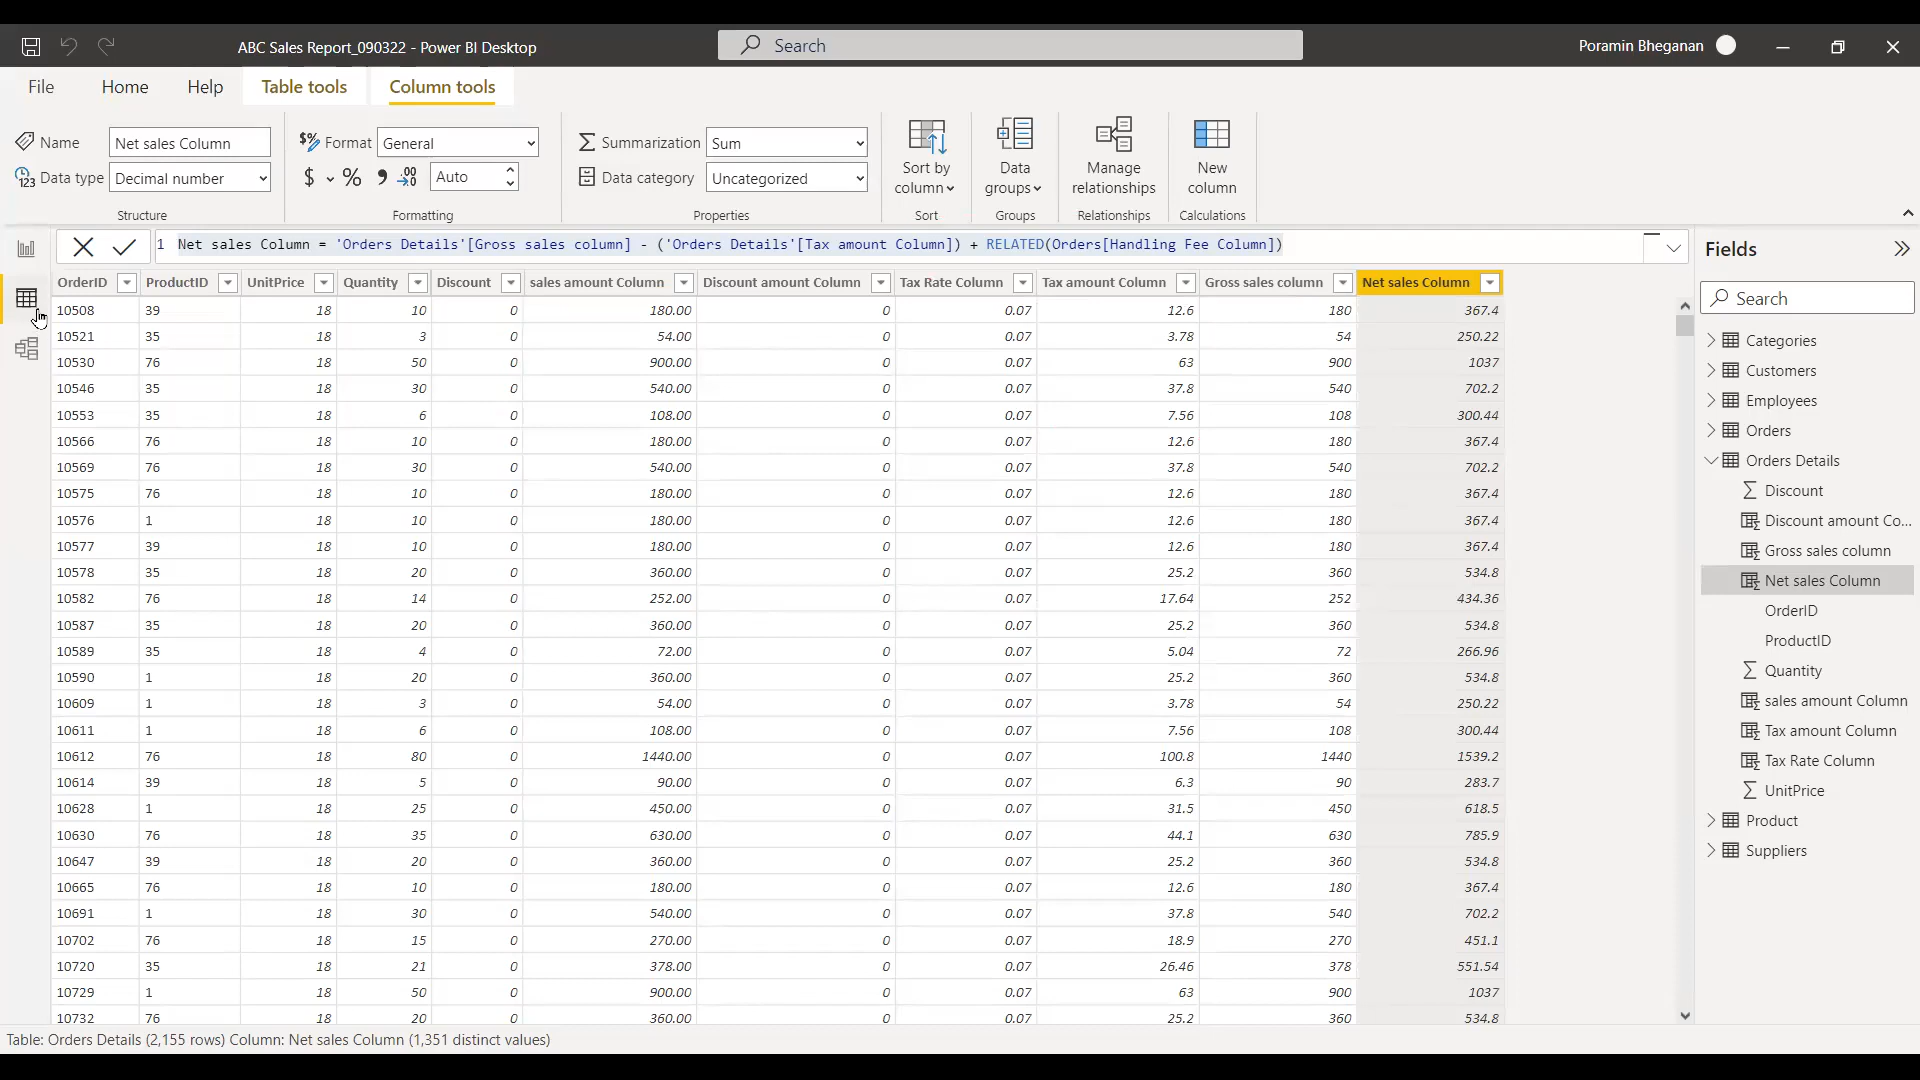 ABC Sales Report_090322 - Power BI Desktop
Search
Poramin Bheganan
File Home Help Table tools Column tools
Name Net sales Column
Data type Decimal number
Structure
Format General
$ % 9 .00 Auto
Formatting
Summarization Sum
Data category Uncategorized
Properties
Sort by
column
Sort
Data
groups
Groups
Manage
relationships
Relationships
New
column
Calculations
1 Net sales Column = 'Orders Details'[Gross sales column] - ('Orders Details'[Tax amount Column]) + RELATED(Orders[Handling Fee Column])
OrderID ProductID UnitPrice Quantity Discount sales amount Column Discount amount Column Tax Rate Column Tax amount Column Gross sales column Net sales Column
10508 39 18 10 0 180.00 0 0.07 12.6 180 367.4
10521 35 18 3 0 54.00 0 0.07 3.78 54 250.22
10530 76 18 50 0 900.00 0 0.07 63 900 1037
10546 35 18 30 0 540.00 0 0.07 37.8 540 702.2
10553 35 18 6 0 108.00 0 0.07 7.56 108 300.44
10566 76 18 10 0 180.00 0 0.07 12.6 180 367.4
10569 76 18 30 0 540.00 0 0.07 37.8 540 702.2
10575 76 18 10 0 180.00 0 0.07 12.6 180 367.4
10576 1 18 10 0 180.00 0 0.07 12.6 180 367.4
10577 39 18 10 0 180.00 0 0.07 12.6 180 367.4
10578 35 18 20 0 360.00 0 0.07 25.2 360 534.8
10582 76 18 14 0 252.00 0 0.07 17.64 252 434.36
10587 35 18 20 0 360.00 0 0.07 25.2 360 534.8
10589 35 18 4 0 72.00 0 0.07 5.04 72 266.96
10590 1 18 20 0 360.00 0 0.07 25.2 360 534.8
10609 1 18 3 0 54.00 0 0.07 3.78 54 250.22
10611 1 18 6 0 108.00 0 0.07 7.56 108 300.44
10612 76 18 80 0 1440.00 0 0.07 100.8 1440 1539.2
10614 39 18 5 0 90.00 0 0.07 6.3 90 283.7
10628 1 18 25 0 450.00 0 0.07 31.5 450 618.5
10630 76 18 35 0 630.00 0 0.07 44.1 630 785.9
10647 39 18 20 0 360.00 0 0.07 25.2 360 534.8
10665 76 18 10 0 180.00 0 0.07 12.6 180 367.4
10691 1 18 30 0 540.00 0 0.07 37.8 540 702.2
10702 76 18 15 0 270.00 0 0.07 18.9 270 451.1
10720 35 18 21 0 378.00 0 0.07 26.46 378 551.54
10729 1 18 50 0 900.00 0 0.07 63 900 1037
10732 76 18 20 0 360.00 0 0.07 25.2 360 534.8
Fields
Search
Categories
Customers
Employees
Orders
Orders Details
Discount
Discount amount Co...
Gross sales column
Net sales Column
OrderID
ProductID
Quantity
sales amount Column
Tax amount Column
Tax Rate Column
UnitPrice
Product
Suppliers
Table: Orders Details (2,155 rows) Column: Net sales Column (1,351 distinct values)